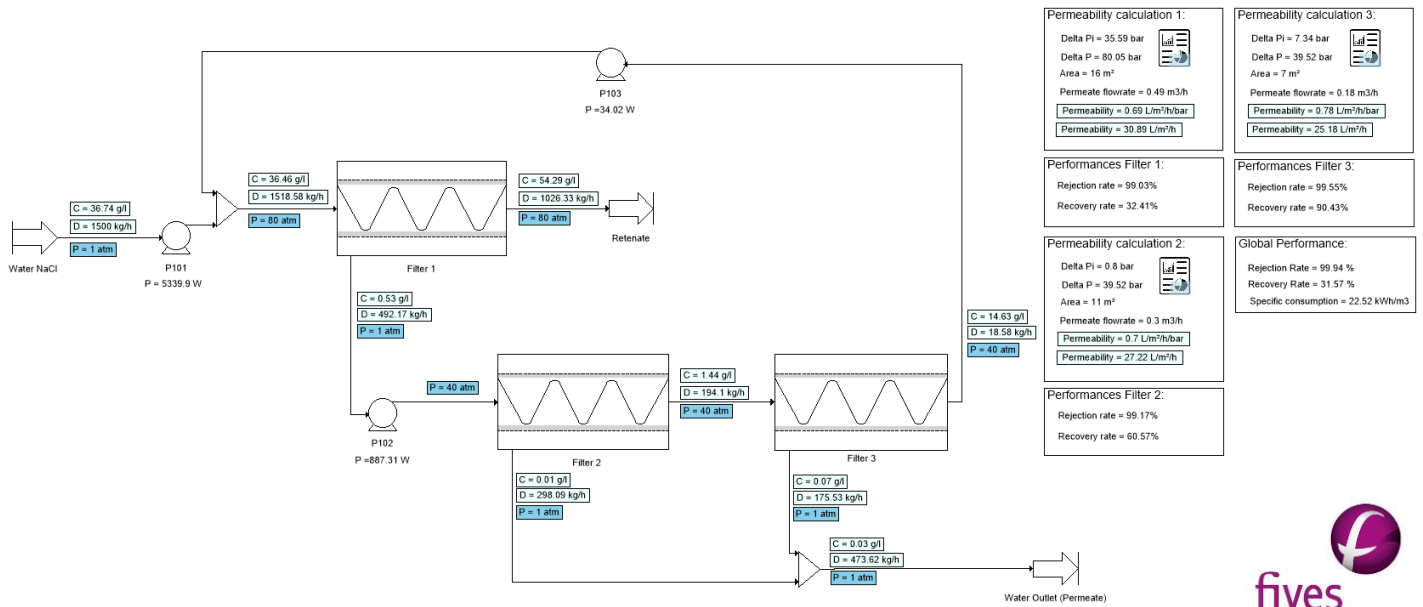 P103
P =34.02 W
C = 36.74 g/l
D = 1500 kg/h
P = 1 atm
Water NaCl
P101
P = 5339.9 W
C = 36.46 g/l
D = 1518.58 kg/h
P = 80 atm
Filter 1
C = 54.29 g/l
D = 1026.33 kg/h
P = 80 atm
Retenate
C = 0.53 g/l
D = 492.17 kg/h
P = 1 atm
P102
P =887.31 W
P = 40 atm
Filter 2
C = 1.44 g/l
D = 194.1 kg/h
P = 40 atm
Filter 3
C = 14.63 g/l
D = 18.58 kg/h
P = 40 atm
C = 0.01 g/l
D = 298.09 kg/h
P = 1 atm
C = 0.07 g/l
D = 175.53 kg/h
P = 1 atm
C = 0.03 g/l
D = 473.62 kg/h
P = 1 atm
Water Outlet (Permeate)
Permeability calculation 1:
Delta Pi = 35.59 bar
Delta P = 80.05 bar
Area = 16 m²
Permeate flowrate = 0.49 m3/h
Permeability = 0.69 L/m²/h/bar
Permeability = 30.89 L/m²/h
Permeability calculation 3:
Delta Pi = 7.34 bar
Delta P = 39.52 bar
Area = 7 m²
Permeate flowrate = 0.18 m3/h
Permeability = 0.78 L/m²/h/bar
Permeability = 25.18 L/m²/h
Performances Filter 1:
Rejection rate = 99.03%
Recovery rate = 32.41%
Performances Filter 3:
Rejection rate = 99.55%
Recovery rate = 90.43%
Permeability calculation 2:
Delta Pi = 0.8 bar
Delta P = 39.52 bar
Area = 11 m²
Permeate flowrate = 0.3 m3/h
Permeability = 0.7 L/m²/h/bar
Permeability = 27.22 L/m²/h
Global Performance:
Rejection Rate = 99.94 %
Recovery Rate = 31.57 %
Specific consumption = 22.52 kWh/m3
Performances Filter 2:
Rejection rate = 99.17%
Recovery rate = 60.57%
fives